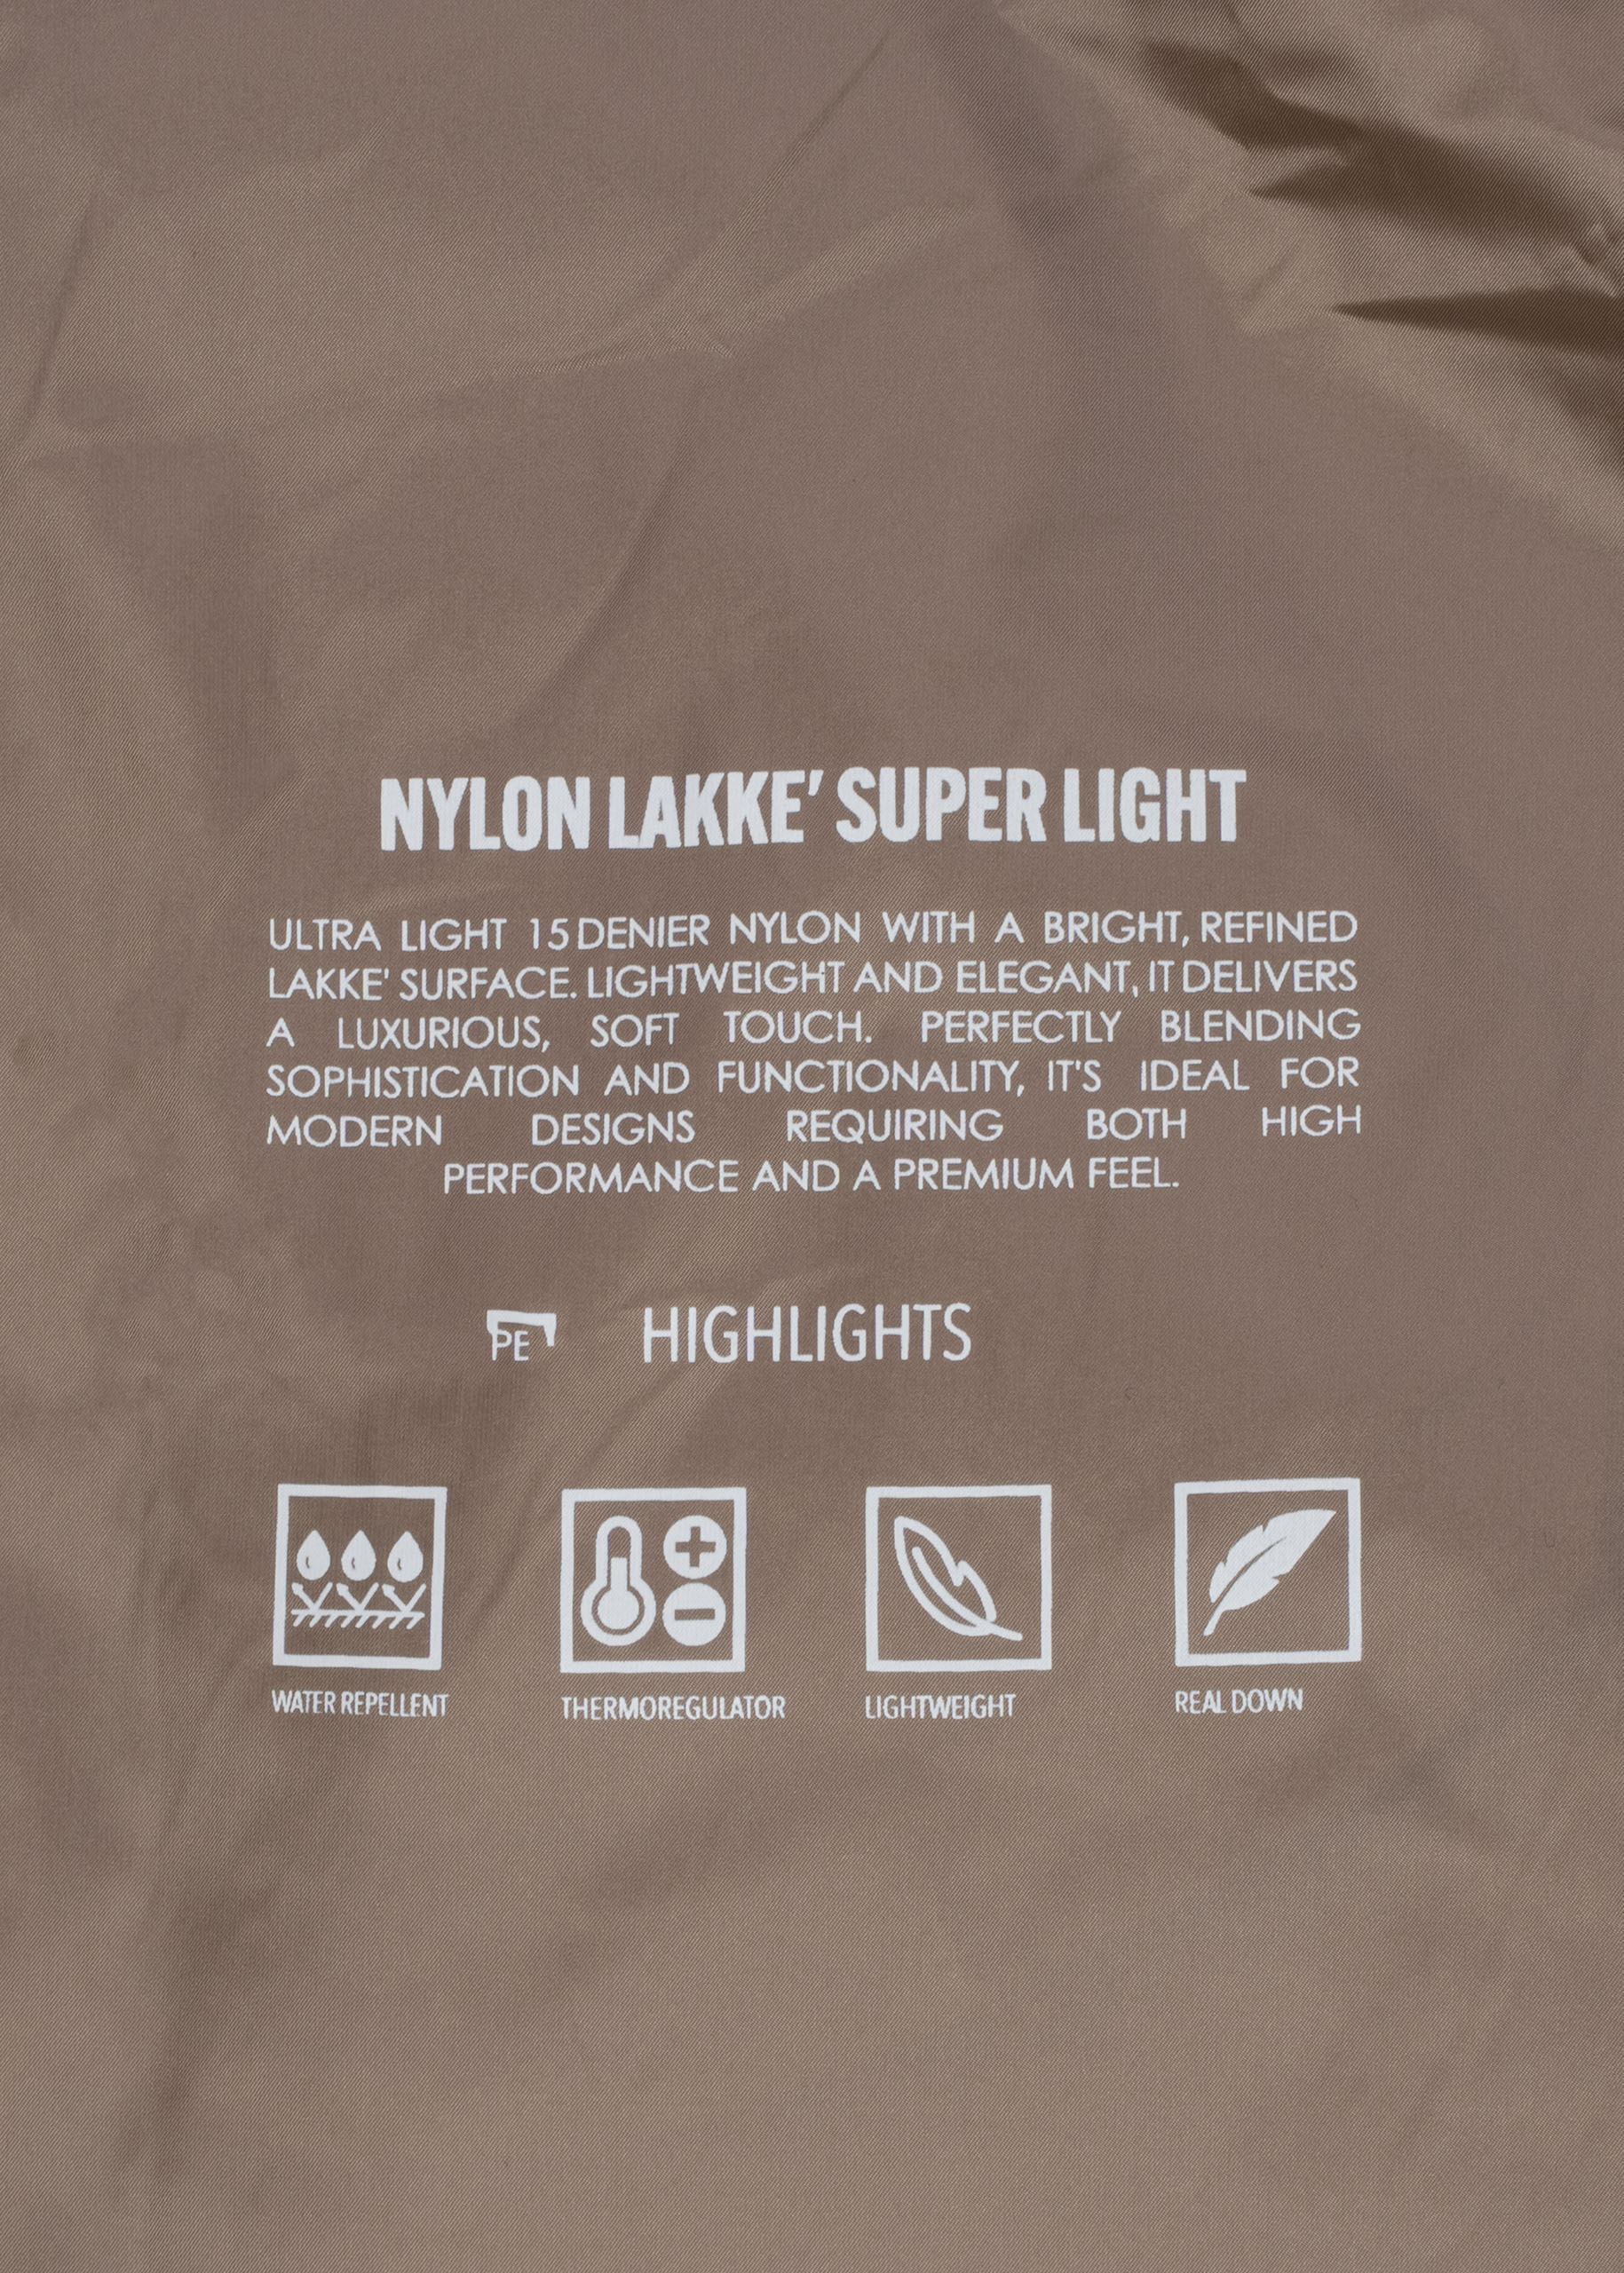 NYLON LAKKE' SUPER LIGHT
ULTRA LIGHT 15 DENIER NYLON WITH A BRIGHT, REFINED
LAKKE' SURFACE. LIGHTWEIGHT AND ELEGANT, IT DELIVERS
A LUXURIOUS, SOFT TOUCH. PERFECTLY BLENDING
SOPHISTICATION AND FUNCTIONALITY, IT'S IDEAL FOR
MODERN DESIGNS REQUIRING BOTH HIGH
PERFORMANCE AND A PREMIUM FEEL.
PE HIGHLIGHTS
WATER REPELLENT THERMOREGULATOR LIGHTWEIGHT REAL DOWN